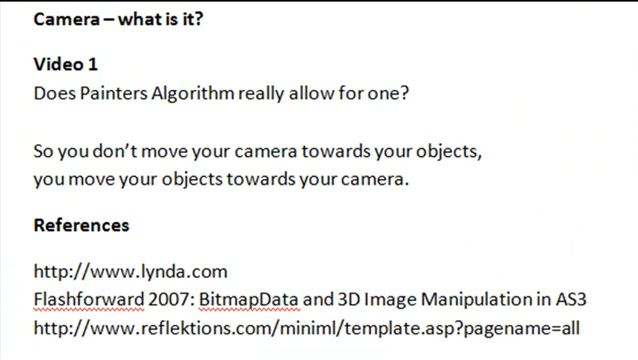 Camera – what is it?
Video 1
Does Painters Algorithm really allow for one?
So you don’t move your camera towards your objects,
you move your objects towards your camera.
References
http://www.lynda.com
Flashforward 2007: BitmapData and 3D Image Manipulation in AS3
http://www.reflektions.com/miniml/template.asp?pagename=all